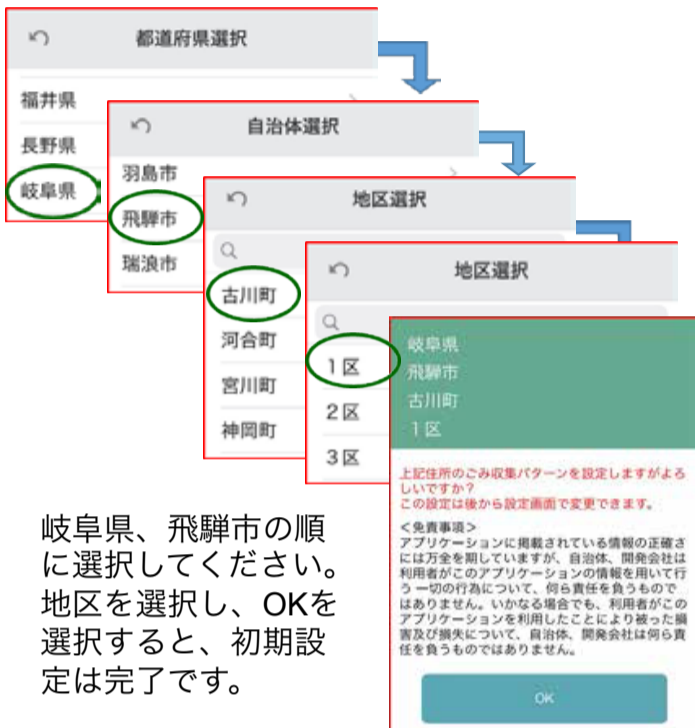 都道府県選択
福井県
長野県
岐阜県
自治体選択
羽島市
飛騨市
瑞浪市
地区選択
古川町
河合町
宮川町
神岡町
地区選択
1区
2区
3区
岐阜県
飛騨市
古川町
1区
上記住所のごみ収集パターンを設定しますがよろ
しいですか？
この設定は後から設定画面で変更できます。
＜免責事項＞
アプリケーションに掲載されている情報の正確さ
には万全を期していますが、自治体、開発会社は
利用者がこのアプリケーションの情報を用いて行
う一切の行為について、何ら責任を負うもので
はありません。いかなる場合でも、利用者がこの
アプリケーションを利用したことにより被った損
害及び損失について、自治体、開発会社は何ら責
任を負うものではありません。
OK
岐阜県、飛騨市の順
に選択してください。
地区を選択し、OKを
選択すると、初期設
定は完了です。